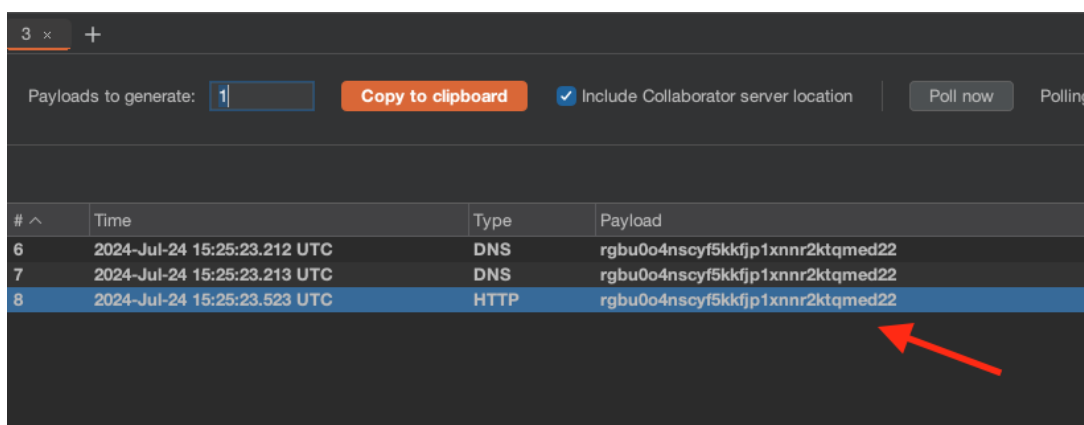 3 × +
Payloads to generate: 1 Copy to clipboard Include Collaborator server location Poll now Polling
# Time Type Payload
6 2024-Jul-24 15:25:23.212 UTC DNS rgbu0o4nscyf5kkfjp1xnnr2ktqmed22
7 2024-Jul-24 15:25:23.213 UTC DNS rgbu0o4nscyf5kkfjp1xnnr2ktqmed22
8 2024-Jul-24 15:25:23.523 UTC HTTP rgbu0o4nscyf5kkfjp1xnnr2ktqmed22